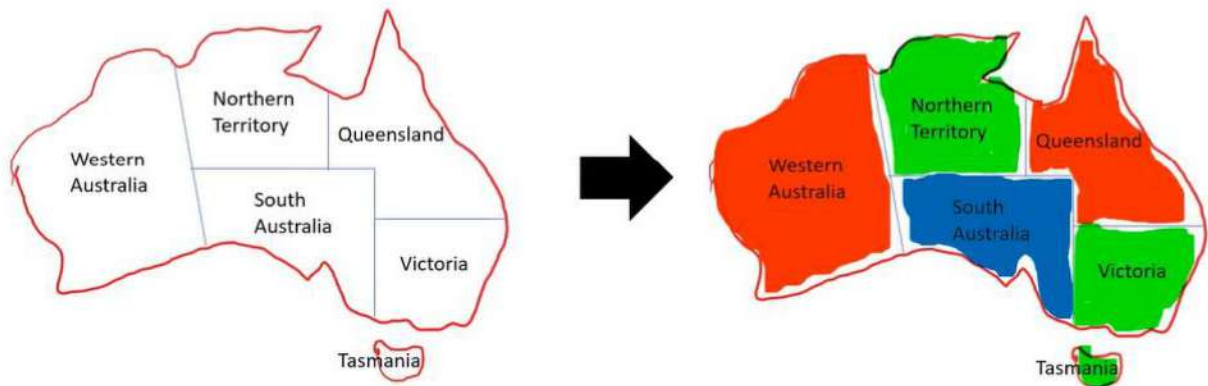 Northern
Territory
Queensland
Western
Australia
South
Australia
Victoria
Tasmania
Northern
Territory
Queensland
Western
Australia
South
Australia
Victoria
Tasmania